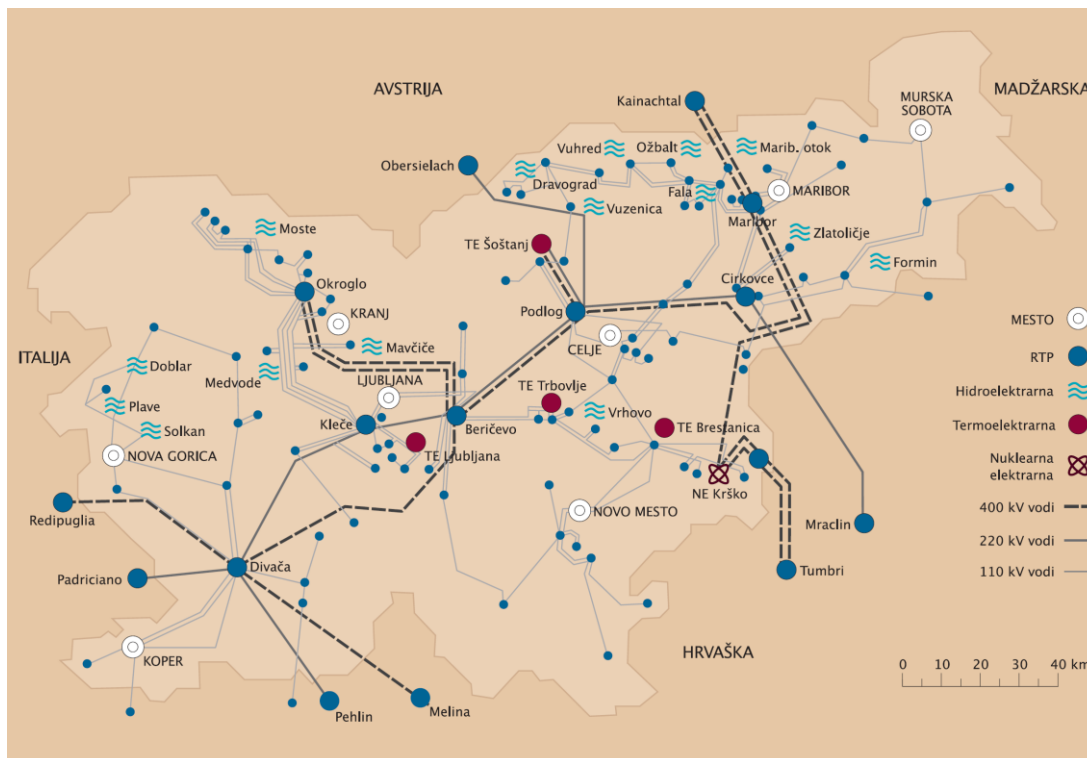 AVSTRIJA
MADŽARSKA
Kainachtal
MURSKA
SOBOTA
Obersielach
Vuhred
Ožbalt
Marib. otok
Dravograd
Fala
MARIBOR
Maribor
Vuzenica
Moste
TE Šoštanj
Zlatoličje
Formin
Okroglo
Cirkovce
KRANJ
Podlog
ITALIJA
Doblar
Medvode
Mavčiče
LJUBLJANA
CELJE
MESTO
RTP
Plave
Solkan
Kleče
Beričevo
TE Trbovlje
Vrhovo
TE Brestanica
Hidroelektrarna
Termoelektrarna
NOVA GORICA
TE Ljubljana
NE Krško
Nuklearna
elektrarna
Redipuglia
NOVO MESTO
Mraclin
400 kV vodi
220 kV vodi
110 kV vodi
Padriciano
Divača
Tumbri
KOPER
HRVAŠKA
Pehlin
Melina
0 10 20 30 40 km